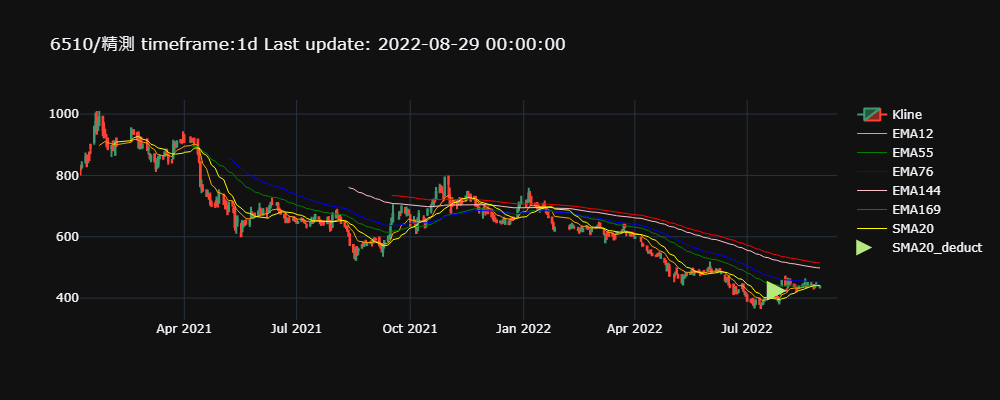 6510/精測 timeframe:1d Last update: 2022-08-29 00:00:00
1000
800
600
400
Apr 2021
Jul 2021
Oct 2021
Jan 2022
Apr 2022
Jul 2022
Kline
EMA12
EMA55
EMA76
EMA144
EMA169
SMA20
SMA20_deduct